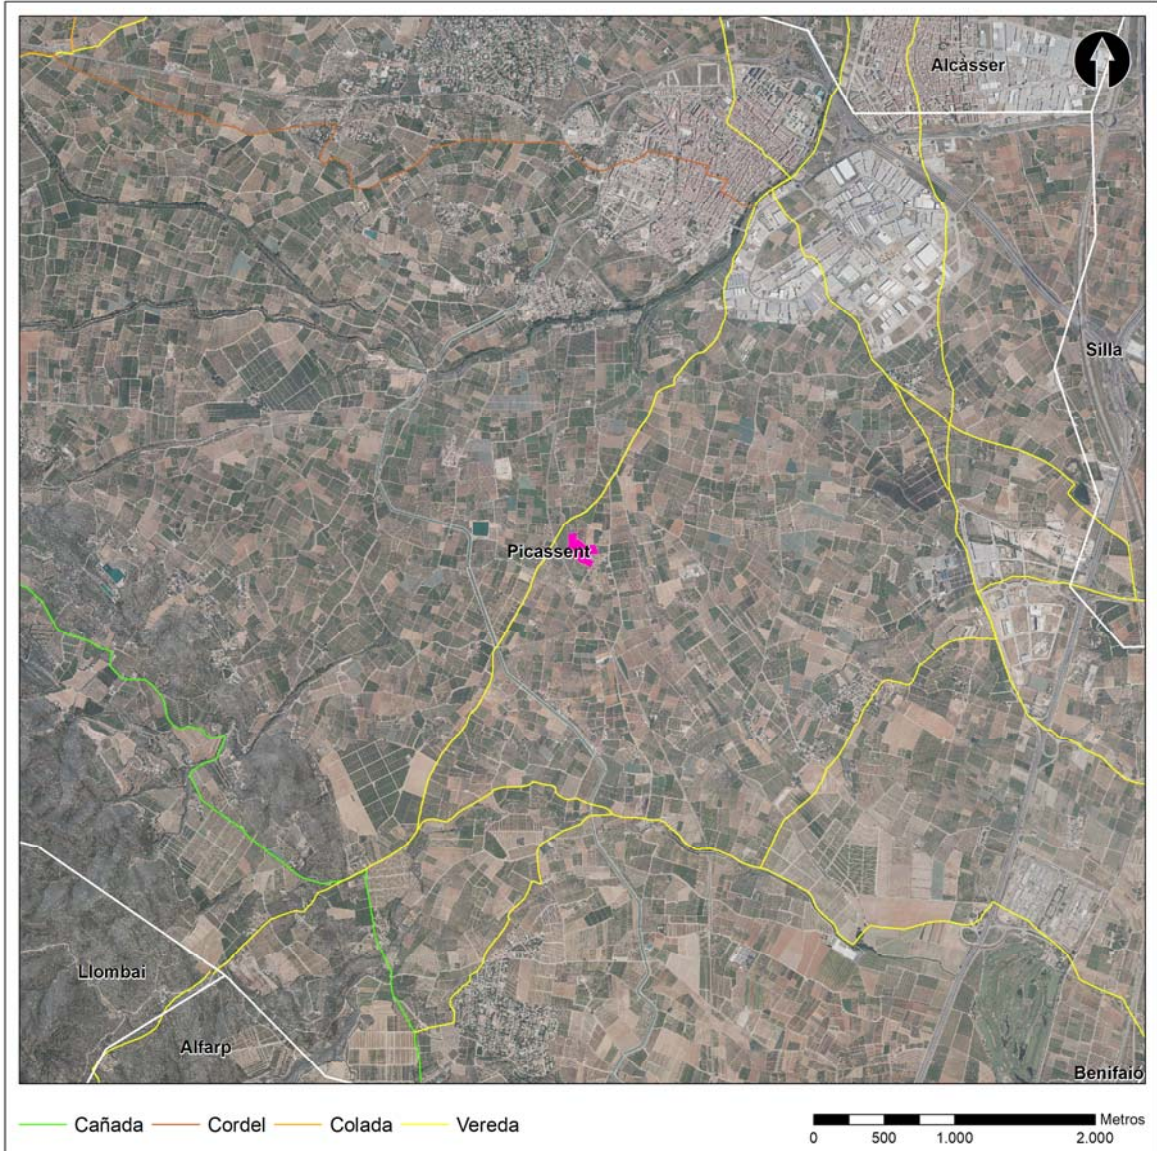 Alcàsser
Silla
Picassent
Llombai
Alfarp
Benifaió
Cañada Cordel Colada Vereda
Metros
0 500 1.000 2.000